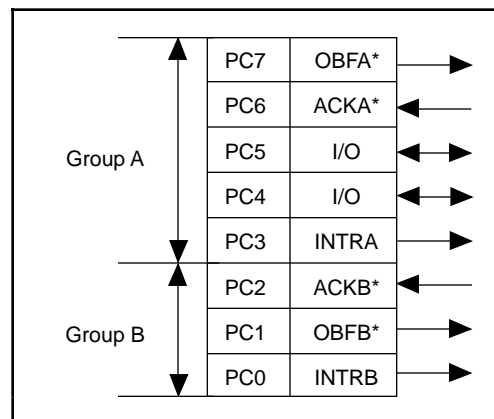 PC7 OBFA*
PC6 ACKA*
Group A
PC5 I/O
PC4 I/O
PC3 INTRA
PC2 ACKB*
Group B
PC1 OBFB*
PC0 INTRB